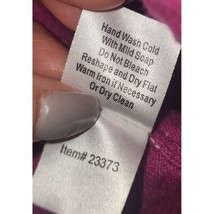 Hand Wash Cold
With Mild Soap
Do Not Bleach
Reshape and Dry Flat
Warm Iron if Necessary
Or Dry Clean
Item# 23373